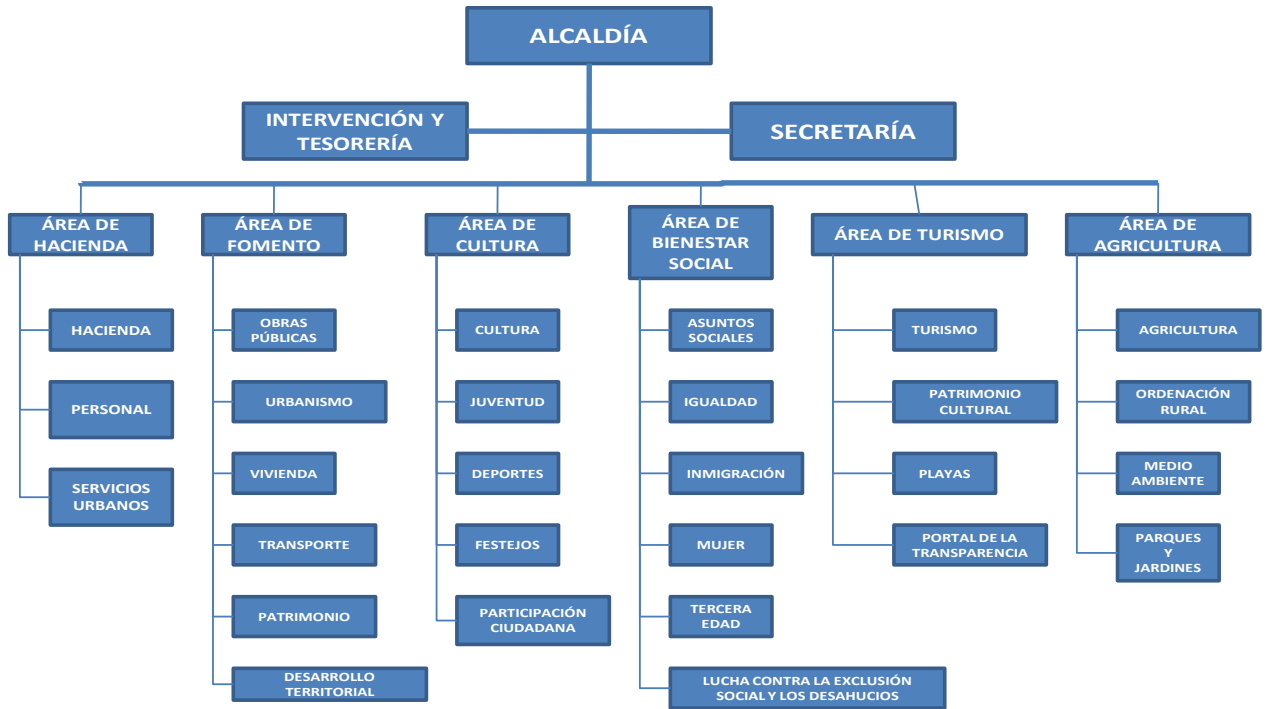 ALCALDÍA
INTERVENCIÓN Y
TESORERÍA
SECRETARÍA
ÁREA DE
HACIENDA
HACIENDA
PERSONAL
SERVICIOS
URBANOS
ÁREA DE
FOMENTO
OBRAS
PÚBLICAS
URBANISMO
VIVIENDA
TRANSPORTE
PATRIMONIO
DESARROLLO
TERRITORIAL
ÁREA DE
CULTURA
CULTURA
JUVENTUD
DEPORTES
FESTEJOS
PARTICIPACIÓN
CIUDADANA
ÁREA DE
BIENESTAR
SOCIAL
ASUNTOS
SOCIALES
IGUALDAD
INMIGRACIÓN
MUJER
TERCERA
EDAD
LUCHA CONTRA LA EXCLUSIÓN
SOCIAL Y LOS DESAHUCIOS
ÁREA DE TURISMO
TURISMO
PATRIMONIO
CULTURAL
PLAYAS
PORTAL DE LA
TRANSPARENCIA
ÁREA DE
AGRICULTURA
AGRICULTURA
ORDENACIÓN
RURAL
MEDIO
AMBIENTE
PARQUES
Y
JARDINES